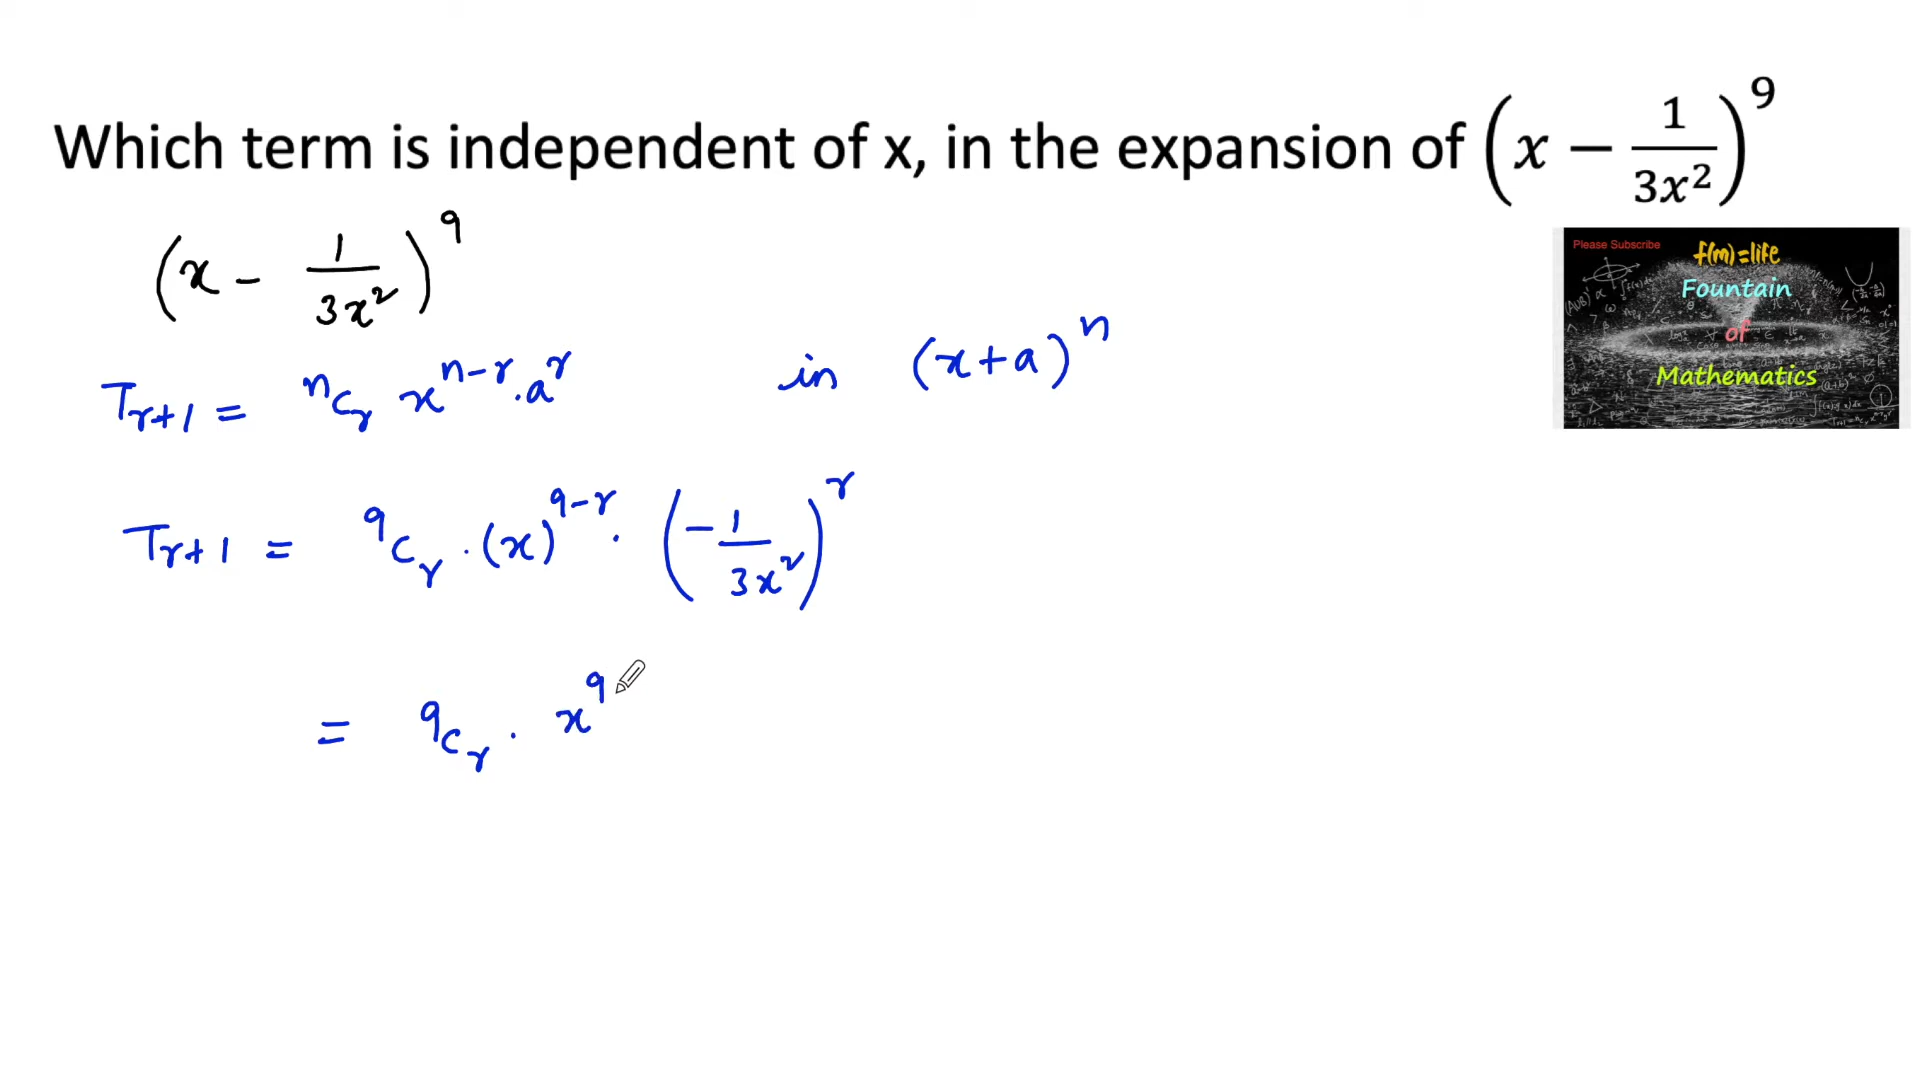 Which term is independent of x, in the expansion of (x − 1/3x²)⁹
(x - 1/3x²)⁹
Please Subscribe
f(m)=life
Fountain
of
Mathematics
Tr+1 = ⁿCr xⁿ⁻ʳ.aʳ in (x+a)ⁿ
Tr+1 = ⁹Cr .(x)⁹⁻ʳ. (-1/3x²)ʳ
= ⁹Cr . x⁹